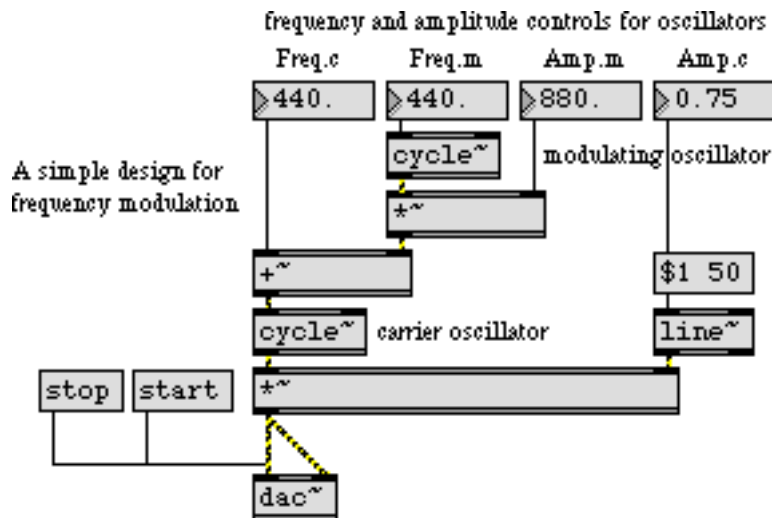 frequency and amplitude controls for oscillators
Freq.c Freq.m Amp.m Amp.c
440. 440. 880. 0.75
cycle~ modulating oscillator
A simple design for
frequency modulation
*~
+~ $1 50
cycle~ carrier oscillator line~
stop start *~
dac~